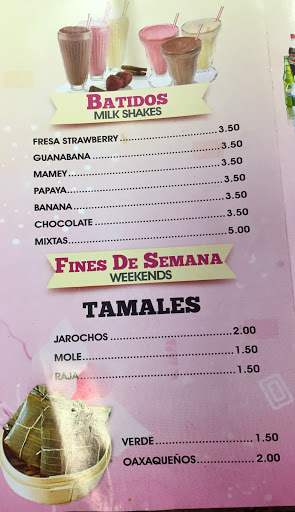 BATIDOS
MILK SHAKES
FRESA STRAWBERRY...3.50
GUANABANA...3.50
MAMEY...3.50
PAPAYA...3.50
BANANA...3.50
CHOCOLATE...3.50
MIXTAS...5.00
FINES DE SEMANA
WEEKENDS
TAMALES
JAROCHOS...2.00
MOLE...1.50
RAJA...1.50
VERDE...1.50
OAXAQUEÑOS...2.00